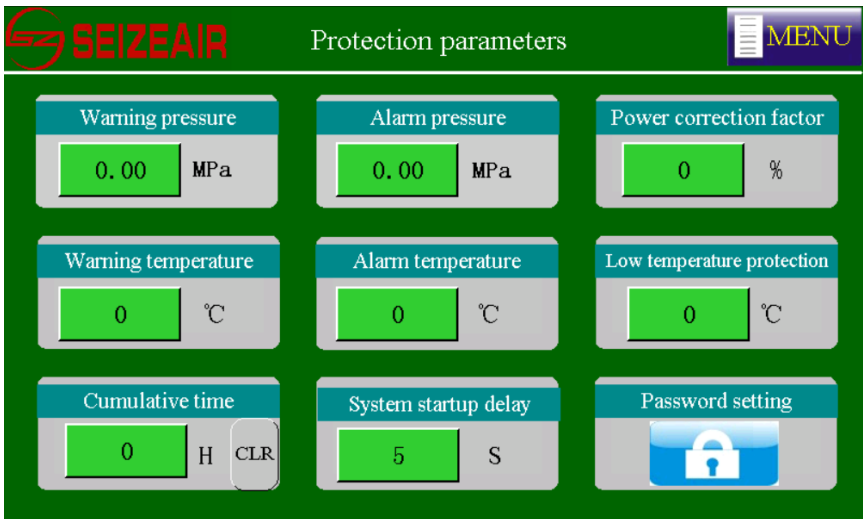 SEIZEAIR
Protection parameters
MENU
Warning pressure
Alarm pressure
Power correction factor
0.00 MPa
0.00 MPa
0 %
Warning temperature
Alarm temperature
Low temperature protection
0 ℃
0 ℃
0 ℃
Cumulative time
System startup delay
Password setting
0 H CLR
5 S